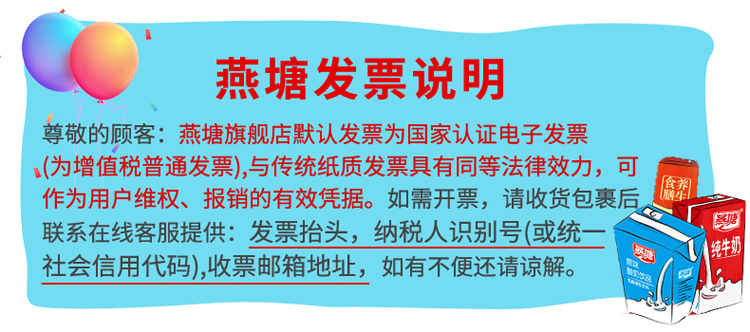 燕塘发票说明
尊敬的顾客：燕塘旗舰店默认发票为国家认证电子发票
(为增值税普通发票),与传统纸质发票具有同等法律效力，可
作为用户维权、报销的有效凭据。如需开票，请收货包裹后
联系在线客服提供：发票抬头，纳税人识别号(或统一
社会信用代码),收票邮箱地址，如有不便还请谅解。
养生
食膳
燕塘
纯牛奶
燕塘
原味
酸奶饮品